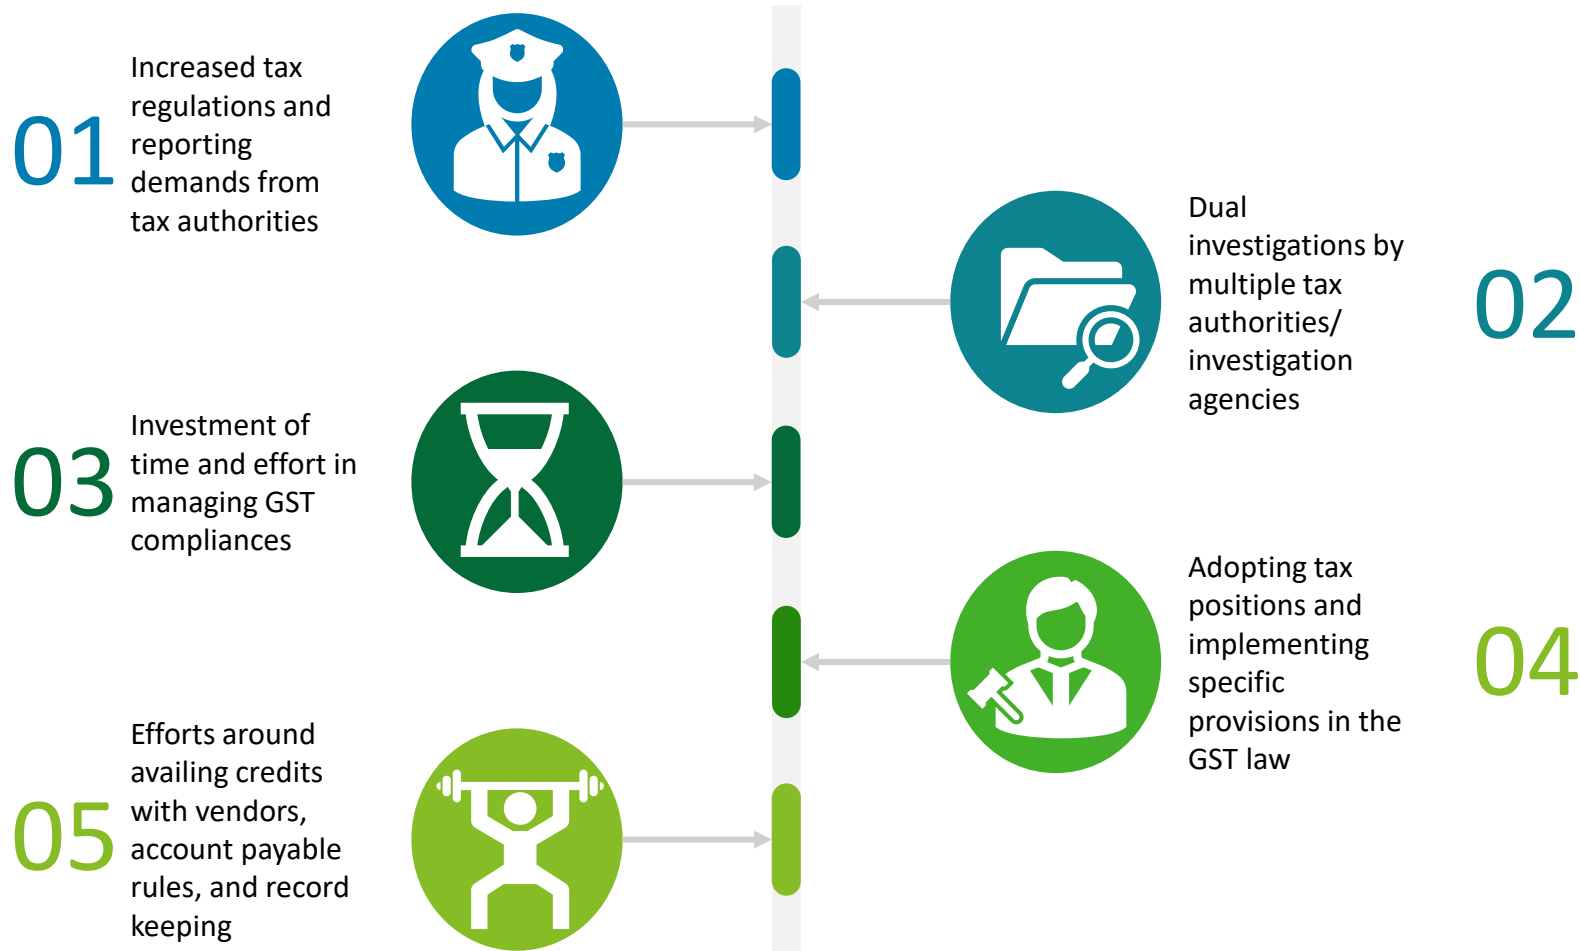 01
Increased tax
regulations and
reporting
demands from
tax authorities
02
Dual
investigations by
multiple tax
authorities/
investigation
agencies
03
Investment of
time and effort in
managing GST
compliances
04
Adopting tax
positions and
implementing
specific
provisions in the
GST law
05
Efforts around
availing credits
with vendors,
account payable
rules, and record
keeping